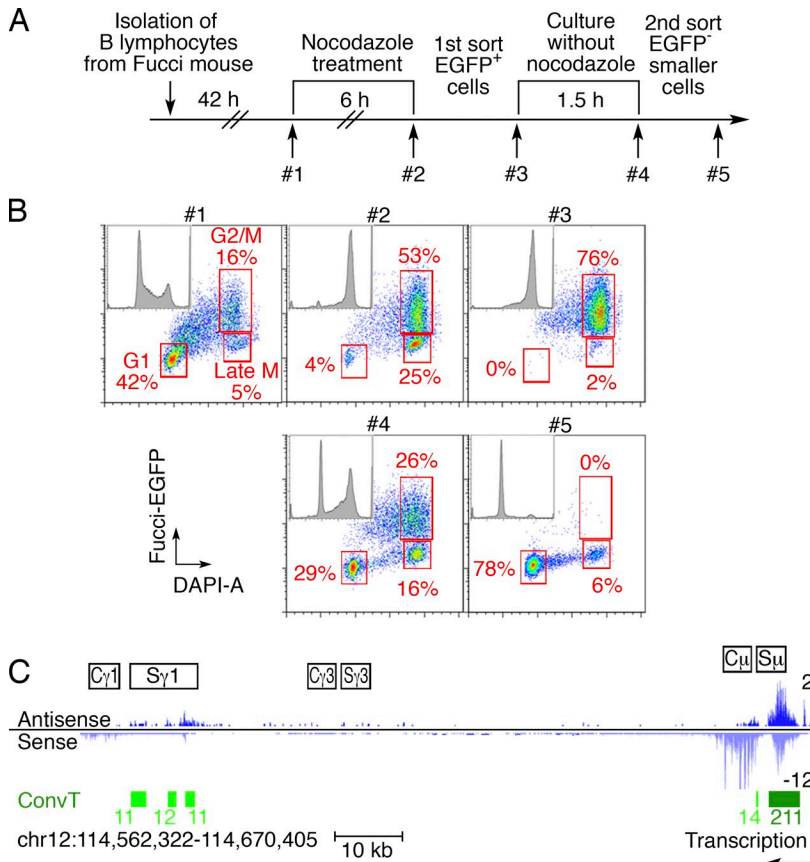 A
Isolation of
B lymphocytes
from Fucci mouse
Nocodazole
treatment
1st sort
EGFP+
cells
Culture
without
nocodazole
2nd sort
EGFP-
smaller
cells
42 h
6 h
1.5 h
#1
#2
#3
#4
#5
B
#1
#2
#3
G2/M
16%
G1
42%
Late M
5%
53%
4%
25%
76%
0%
2%
#4
#5
26%
29%
16%
0%
78%
6%
Fucci-EGFP
DAPI-A
C
Cγ1
Sγ1
Cγ3
Sγ3
Cμ
Sμ
2
Antisense
Sense
-12
ConvT
11
12
11
14
211
chr12:114,562,322-114,670,405
10 kb
Transcription